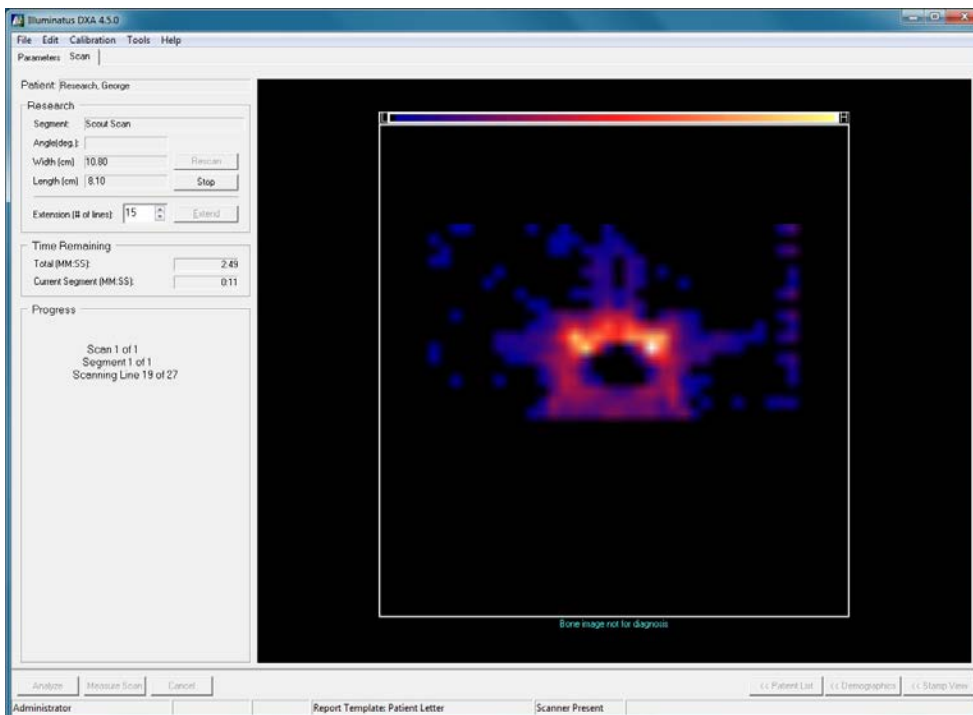 Illuminatus DXA 4.5.0
File Edit Calibration Tools Help
Parameters Scan
Patient: Research, George
Research
Segment: Scout Scan
Angle(deg.):
Width (cm) 10.80 Rescan
Length (cm) 8.10 Stop
Extension (# of lines): 15 Extend
Time Remaining
Total (MM:SS): 2:49
Current Segment (MM:SS): 0:11
Progress
Scan 1 of 1
Segment 1 of 1
Scanning Line 19 of 27
L H
Bone image not for diagnosis
Analyze Measure Scan Cancel << Patient List << Demographics << Stamp View
Administrator Report Template: Patient Letter Scanner Present